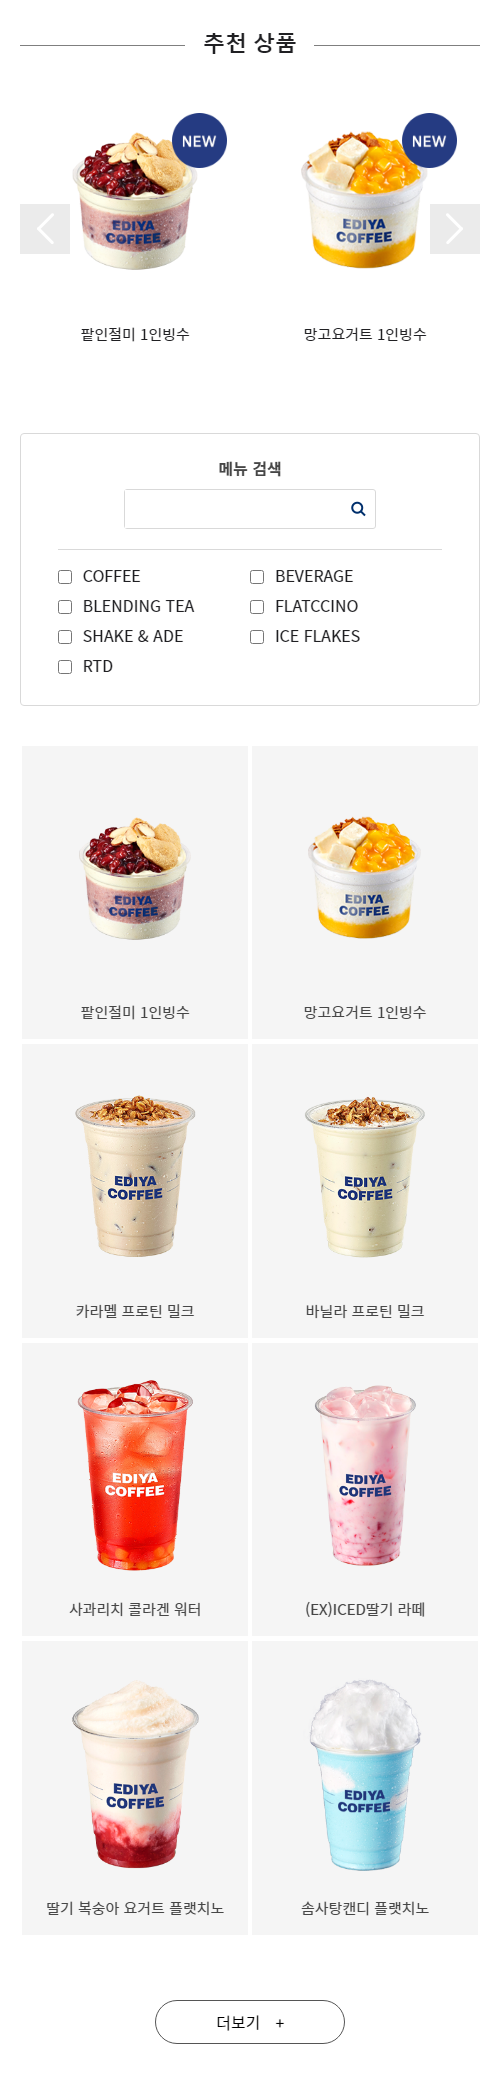 추천 상품
NEW
NEW
EDIYA
COFFEE
EDIYA
COFFEE
팥인절미 1인빙수
망고요거트 1인빙수
메뉴 검색
COFFEE
BEVERAGE
BLENDING TEA
FLATCCINO
SHAKE & ADE
ICE FLAKES
RTD
EDIYA
COFFEE
EDIYA
COFFEE
팥인절미 1인빙수
망고요거트 1인빙수
EDIYA
COFFEE
EDIYA
COFFEE
카라멜 프로틴 밀크
바닐라 프로틴 밀크
EDIYA
COFFEE
EDIYA
COFFEE
사과리치 콜라겐 워터
(EX)ICED딸기 라떼
EDIYA
COFFEE
EDIYA
COFFEE
딸기 복숭아 요거트 플랫치노
솜사탕캔디 플랫치노
더보기 +